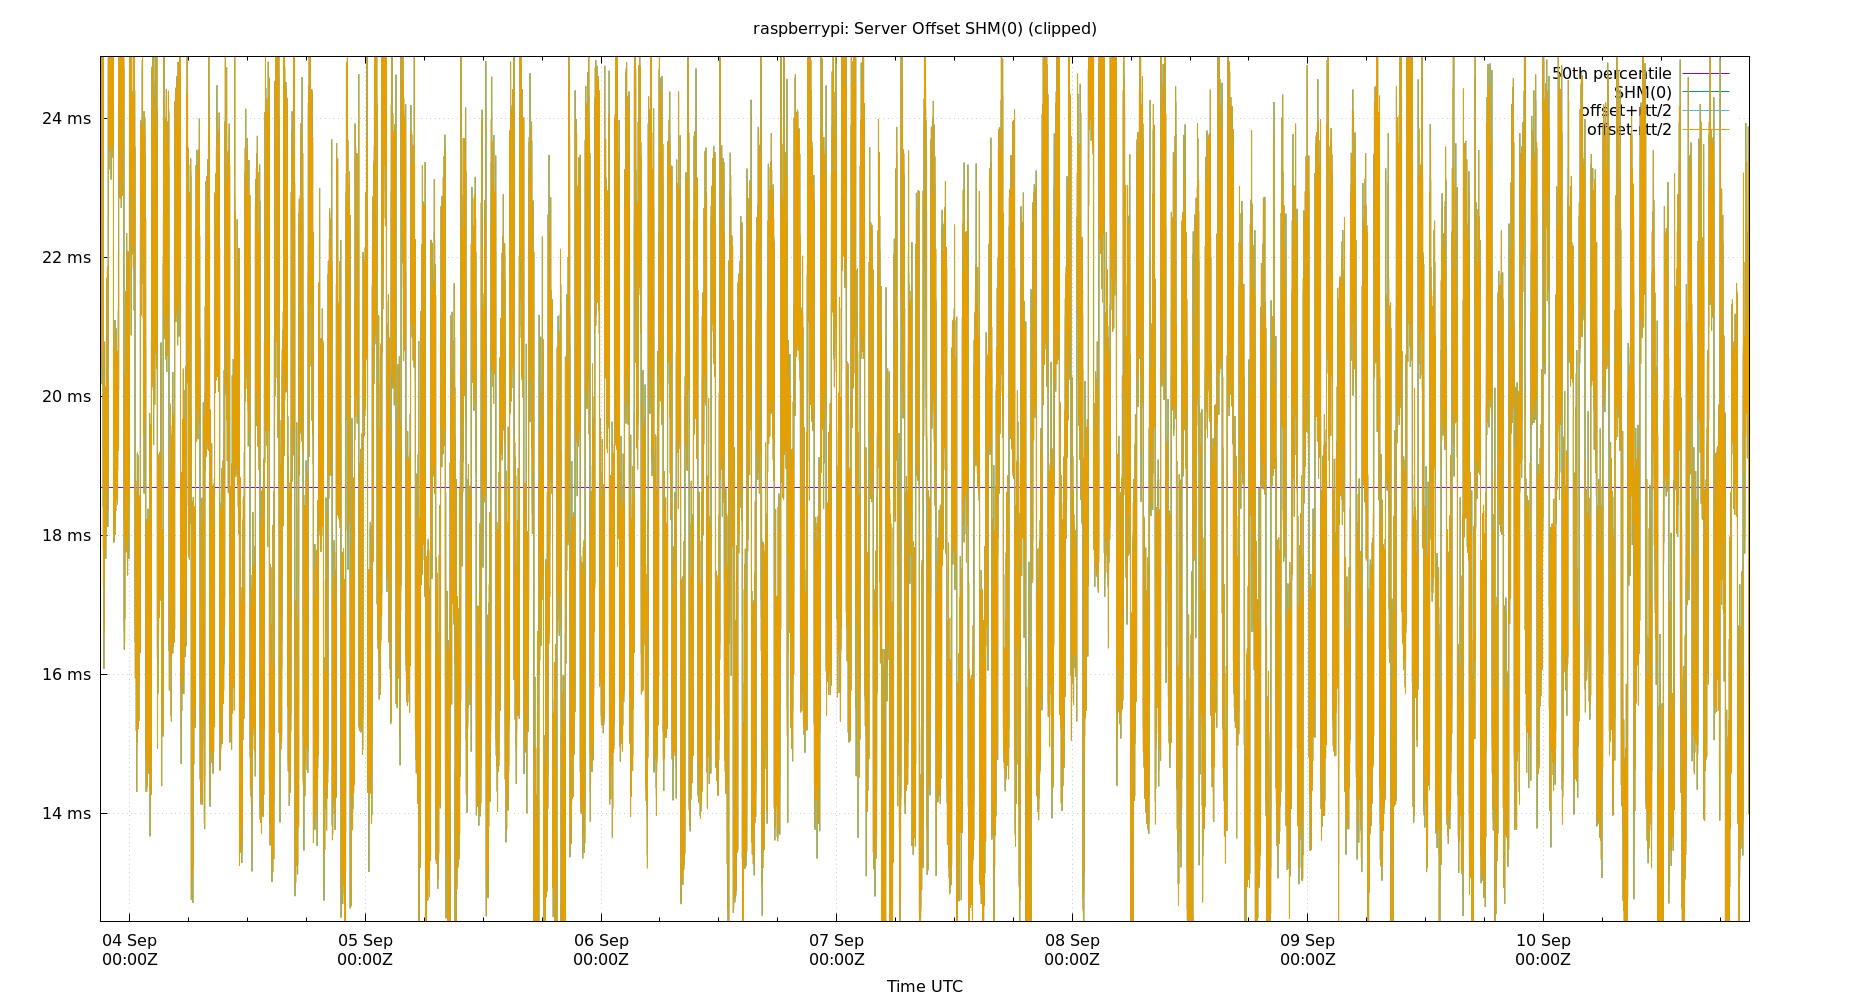 raspberrypi: Server Offset SHM(0) (clipped)
50th percentile
SHM(0)
offset+rtt/2
offset-rtt/2
24 ms
22 ms
20 ms
18 ms
16 ms
14 ms
04 Sep
00:00Z
05 Sep
00:00Z
06 Sep
00:00Z
07 Sep
00:00Z
08 Sep
00:00Z
09 Sep
00:00Z
10 Sep
00:00Z
Time UTC